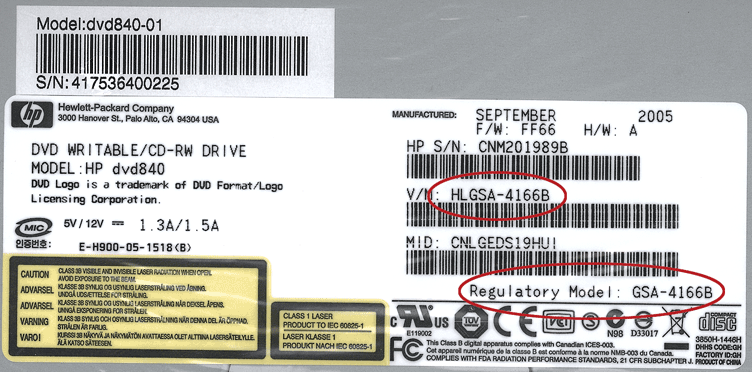 Model:dvd840-01
S/N: 417536400225
hp
Hewlett-Packard Company
3000 Hanover St., Palo Alto, CA 94304 USA
DVD WRITABLE/CD-RW DRIVE
MODEL: HP dvd840
DVD Logo is a trademark of DVD Format/Logo
Licensing Corporation.
MIC
5V/12V 1.3A/1.5A
인증번호: E-H900-05-1518(B)
CAUTION CLASS 3B VISIBLE AND INVISIBLE LASER RADIATION WHEN OPEN.
AVOID EXPOSURE TO THE BEAM.
ADVARSEL KLASSE 3B SYNLIG OG USYNLIG LASERSTRÅLING VED ÅBNING.
UNDGÅ UDSÆTTELSE FOR STRÅLING.
ADVARSEL KLASSE 3B SYNLIG OG USYNLIG LASERSTRÅLING NÅR DEKSEL ÅPNES.
UNNGÅ EKSPONERING FOR STRÅLEN.
VARNING KLASS 3B SYNLIG OCH OSYNLIG LASERSTRÅLNING NÄR DENNA DEL ÄR ÖPPNAD.
STRÅLEN ÄR FARLIG.
VARO! KURSSI 3B NÄKYVÄ JA NÄKYMÄTÖN AVATTAESSA OLET ALTTIINA LASERSÄTEILYLLE.
ÄLÄ KATSO SÄTEESEEN.
CLASS 1 LASER
PRODUCT TO IEC 60825-1
LASER KLASSE 1
PRODUCT NACH IEC 60825-1
MANUFACTURED: SEPTEMBER 2005
F/W: FF66 H/W: A
HP S/N: CNM201989B
V/N: HLGSA-4166B
MID: CNLGEDS19HUI
Regulatory Model: GSA-4166B
E119002
N98
D33017
COMPACT
disc
3850H-1446H
DHHS CODE:GH
FACTORY ID:GH
FC This Class B digital apparatus complies with Canadian ICES-003.
Cet appareil numérique de la classe B est conforme à la norme NMB-003 du Canada.
COMPLIES WITH FDA RADIATION PERFORMANCE STANDARDS, 21 CFR SUBCHAPTER J.